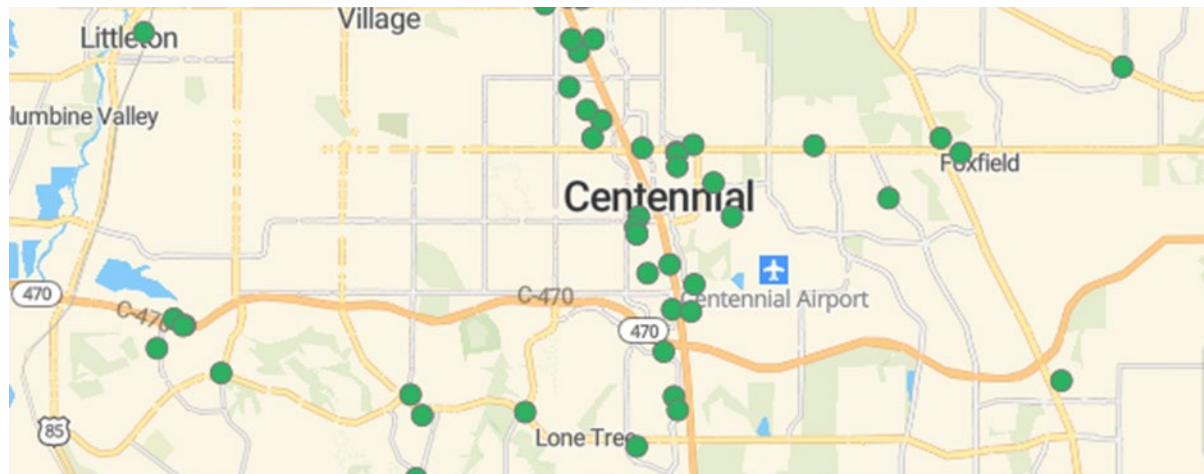 Village
Littleton
lumbine Valley
Foxfield
Centennial
470
C-470
C-470
Centennial Airport
470
85
Lone Tree